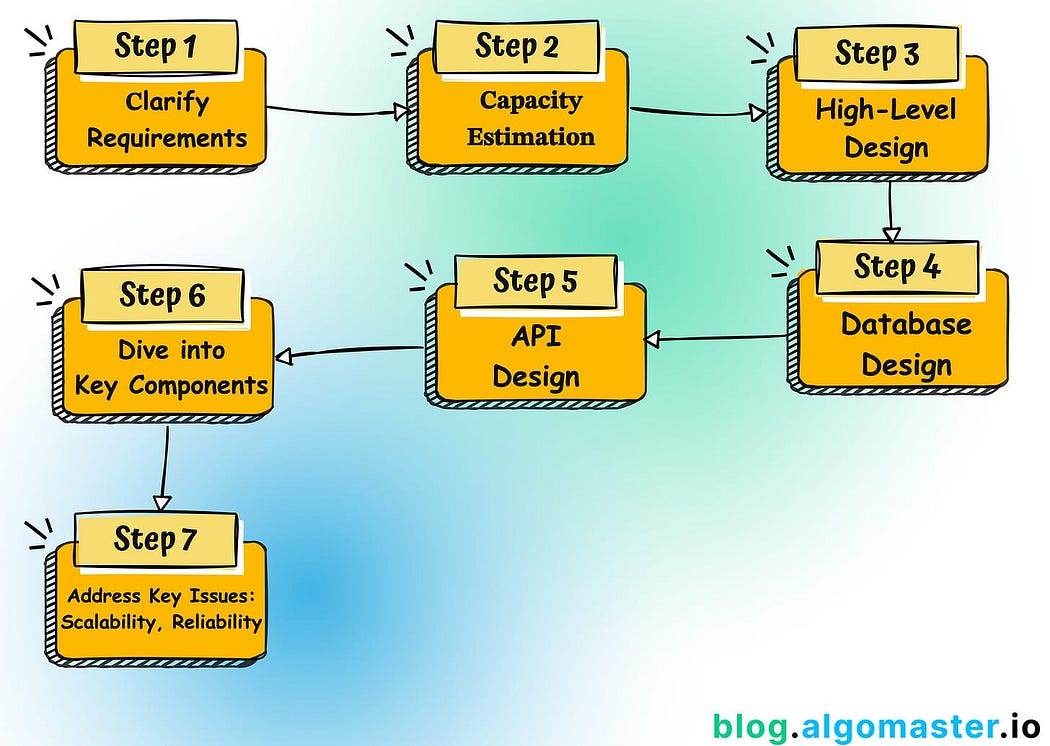 Step 1
Clarify
Requirements
Step 2
Capacity
Estimation
Step 3
High-Level
Design
Step 4
Database
Design
Step 5
API
Design
Step 6
Dive into
Key Components
Step 7
Address Key Issues:
Scalability, Reliability
blog.algomaster.io